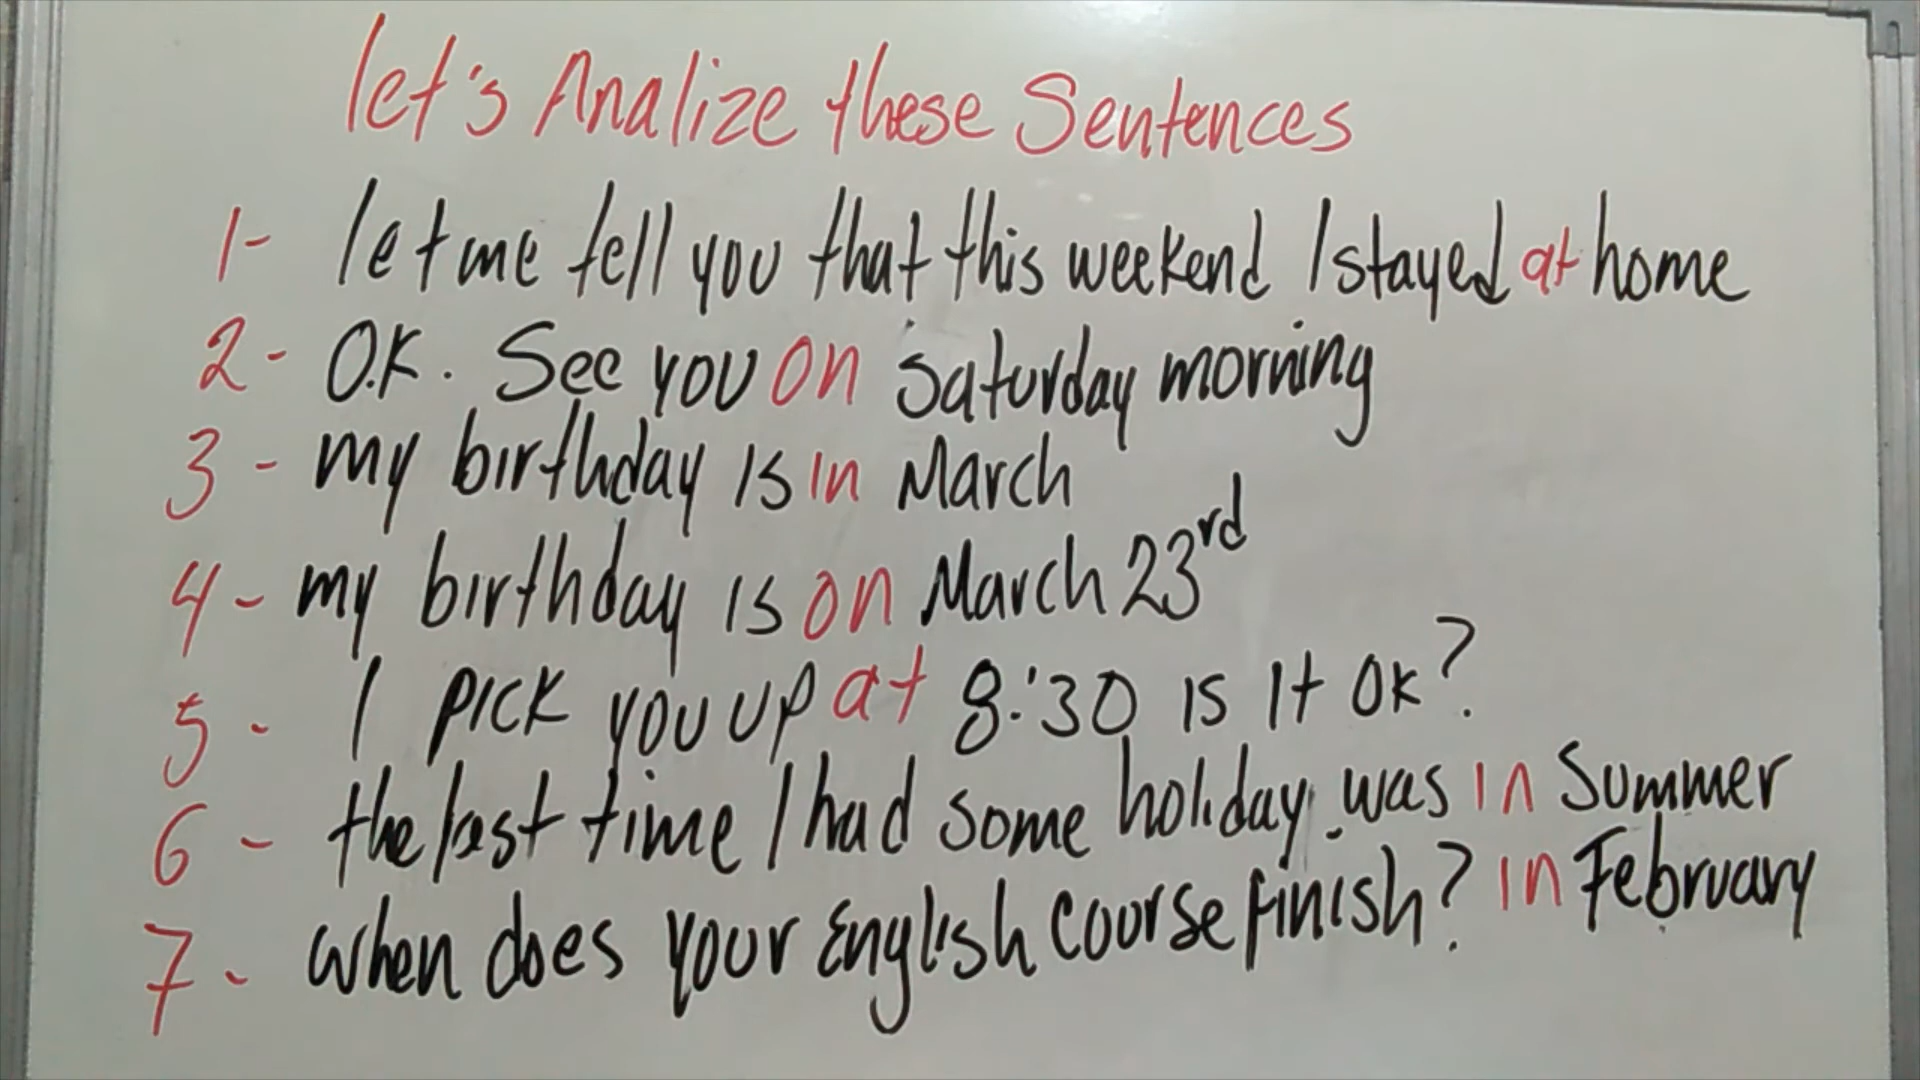 let's Analize these Sentences
1- let me tell you that this weekend I stayed at home
2- O.K. See you on Saturday morning
3- my birthday is in March
4- my birthday is on March 23rd
5- I pick you up at 8:30 is it ok?
6- the last time I had some holiday was in Summer
7- when does your English course finish? in February